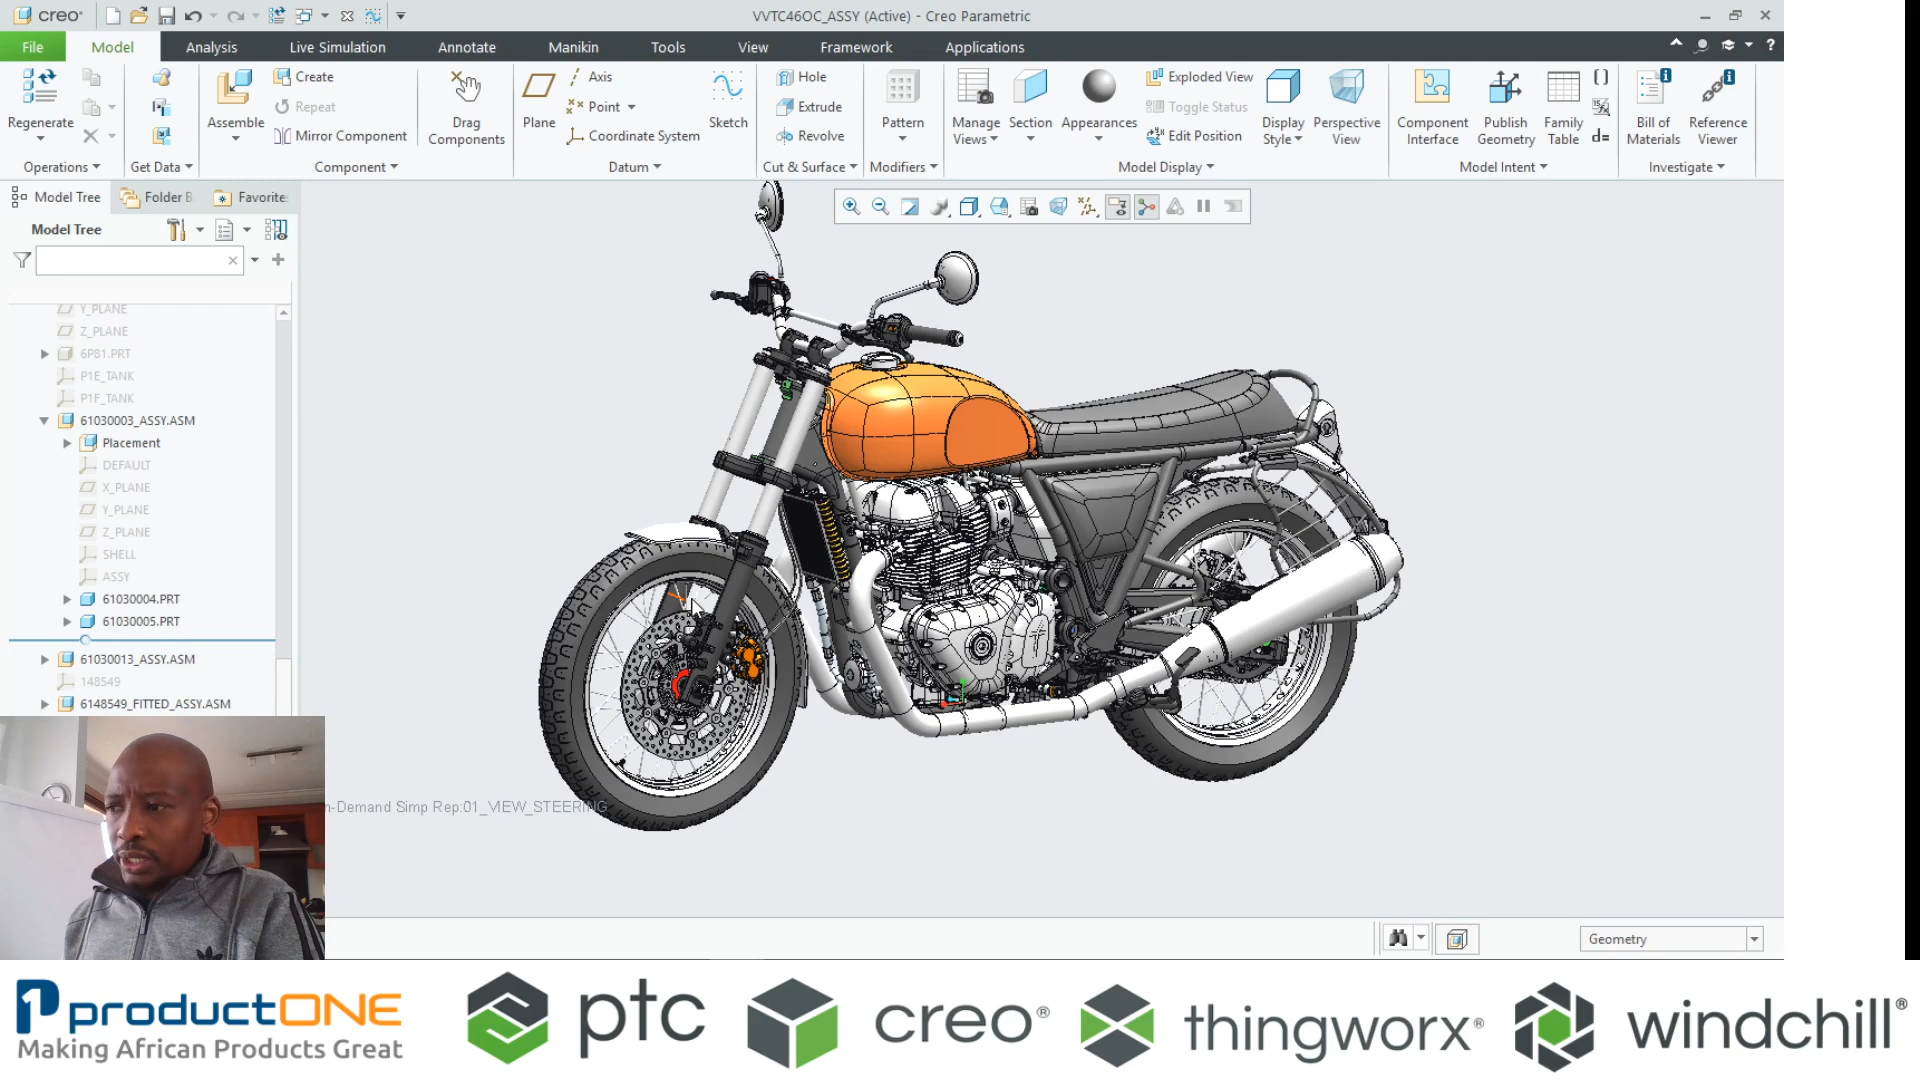 creo®
VVTC46OC_ASSY (Active) - Creo Parametric
File Model Analysis Live Simulation Annotate Manikin Tools View Framework Applications
Regenerate
Operations
Get Data
Assemble
Create
Repeat
Mirror Component
Component
Drag Components
Plane
Axis
Point
Coordinate System
Sketch
Datum
Hole
Extrude
Revolve
Cut & Surface
Pattern
Modifiers
Manage Views
Section
Appearances
Exploded View
Toggle Status
Edit Position
Display Style
Perspective View
Model Display
Component Interface
Publish Geometry
Family Table
d=
Model Intent
Bill of Materials
Reference Viewer
Investigate
Model Tree Folder B Favorite
Model Tree
Y_PLANE
Z_PLANE
6P81.PRT
P1E_TANK
P1F_TANK
61030003_ASSY.ASM
Placement
DEFAULT
X_PLANE
Y_PLANE
Z_PLANE
SHELL
ASSY
61030004.PRT
61030005.PRT
61030013_ASSY.ASM
148549
6148549_FITTED_ASSY.ASM
n-Demand Simp Rep:01_VIEW_STEERING
Geometry
productONE
Making African Products Great
ptc
creo®
thingworx®
windchill®